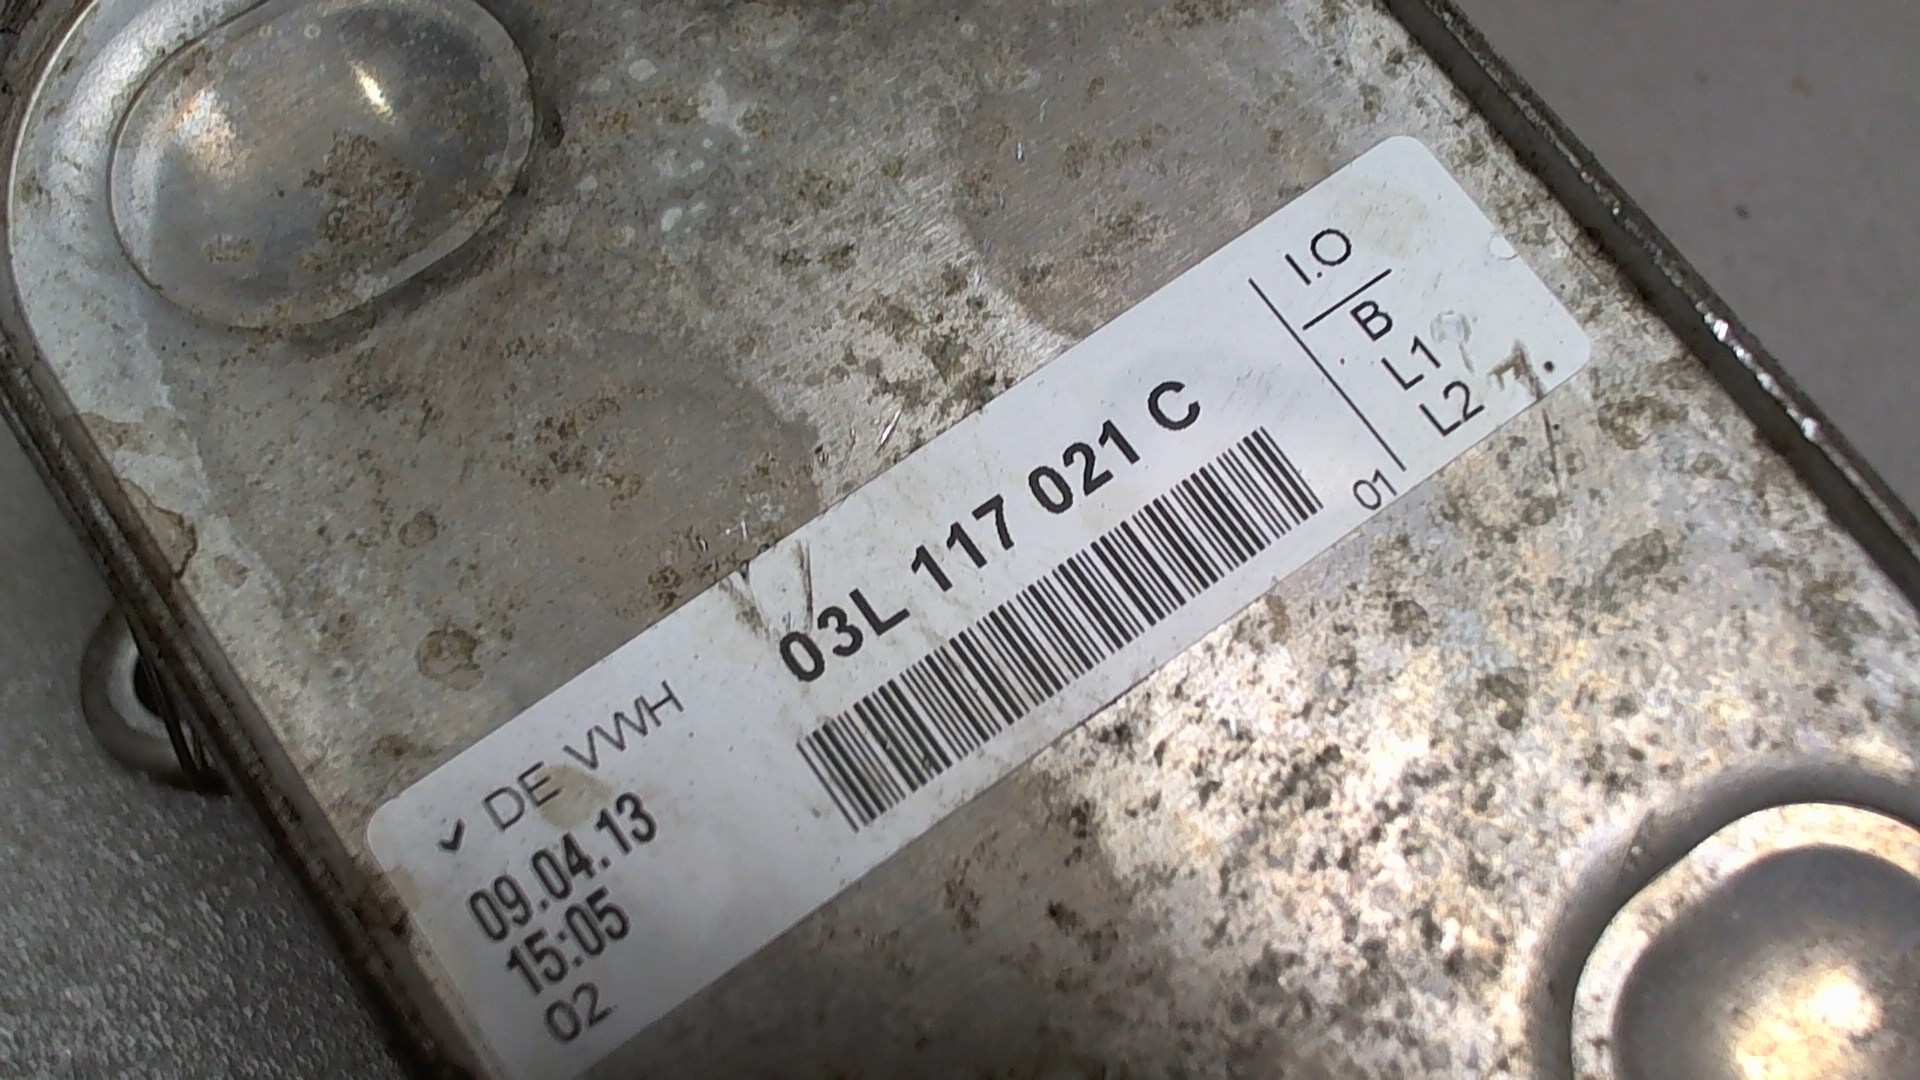 DE VWH
09.04.13
15:05
02
03L 117 021 C
01
I.O
B
L1
L2